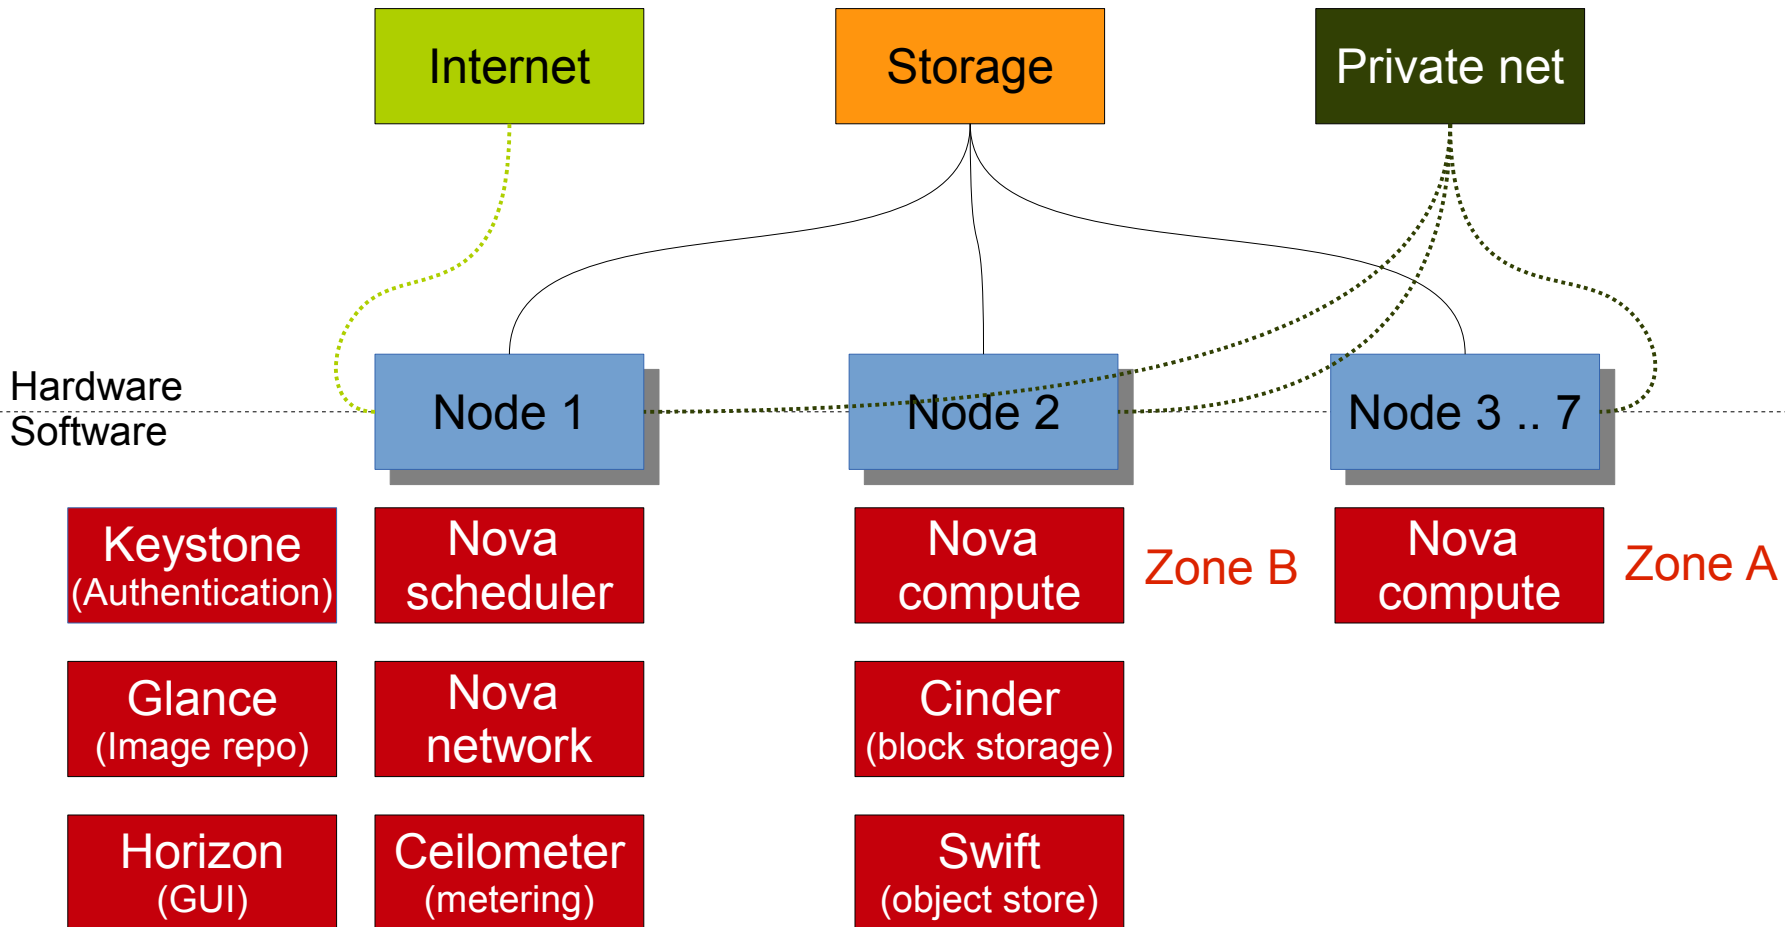 Internet
Storage
Private net
Hardware
Software
Node 1
Node 2
Node 3 .. 7
Keystone
(Authentication)
Nova
scheduler
Nova
compute
Zone B
Nova
compute
Zone A
Glance
(Image repo)
Nova
network
Cinder
(block storage)
Horizon
(GUI)
Ceilometer
(metering)
Swift
(object store)